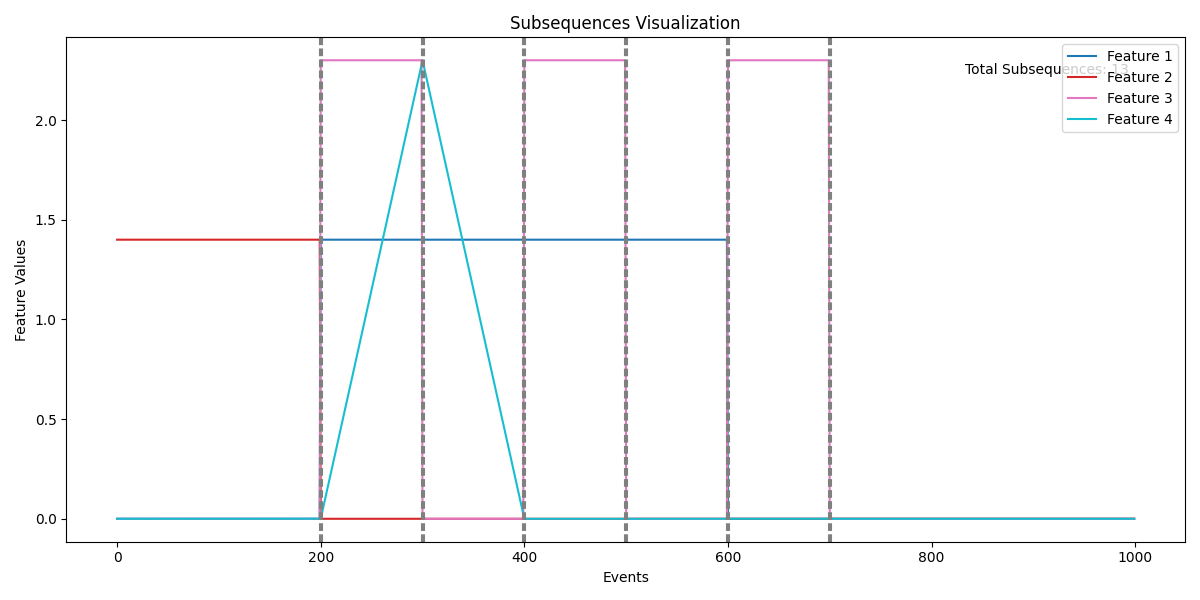 Subsequences Visualization
Total Subsequences: 13
Feature 1
Feature 2
Feature 3
Feature 4
Feature Values
2.0
1.5
1.0
0.5
0.0
0
200
400
600
800
1000
Events